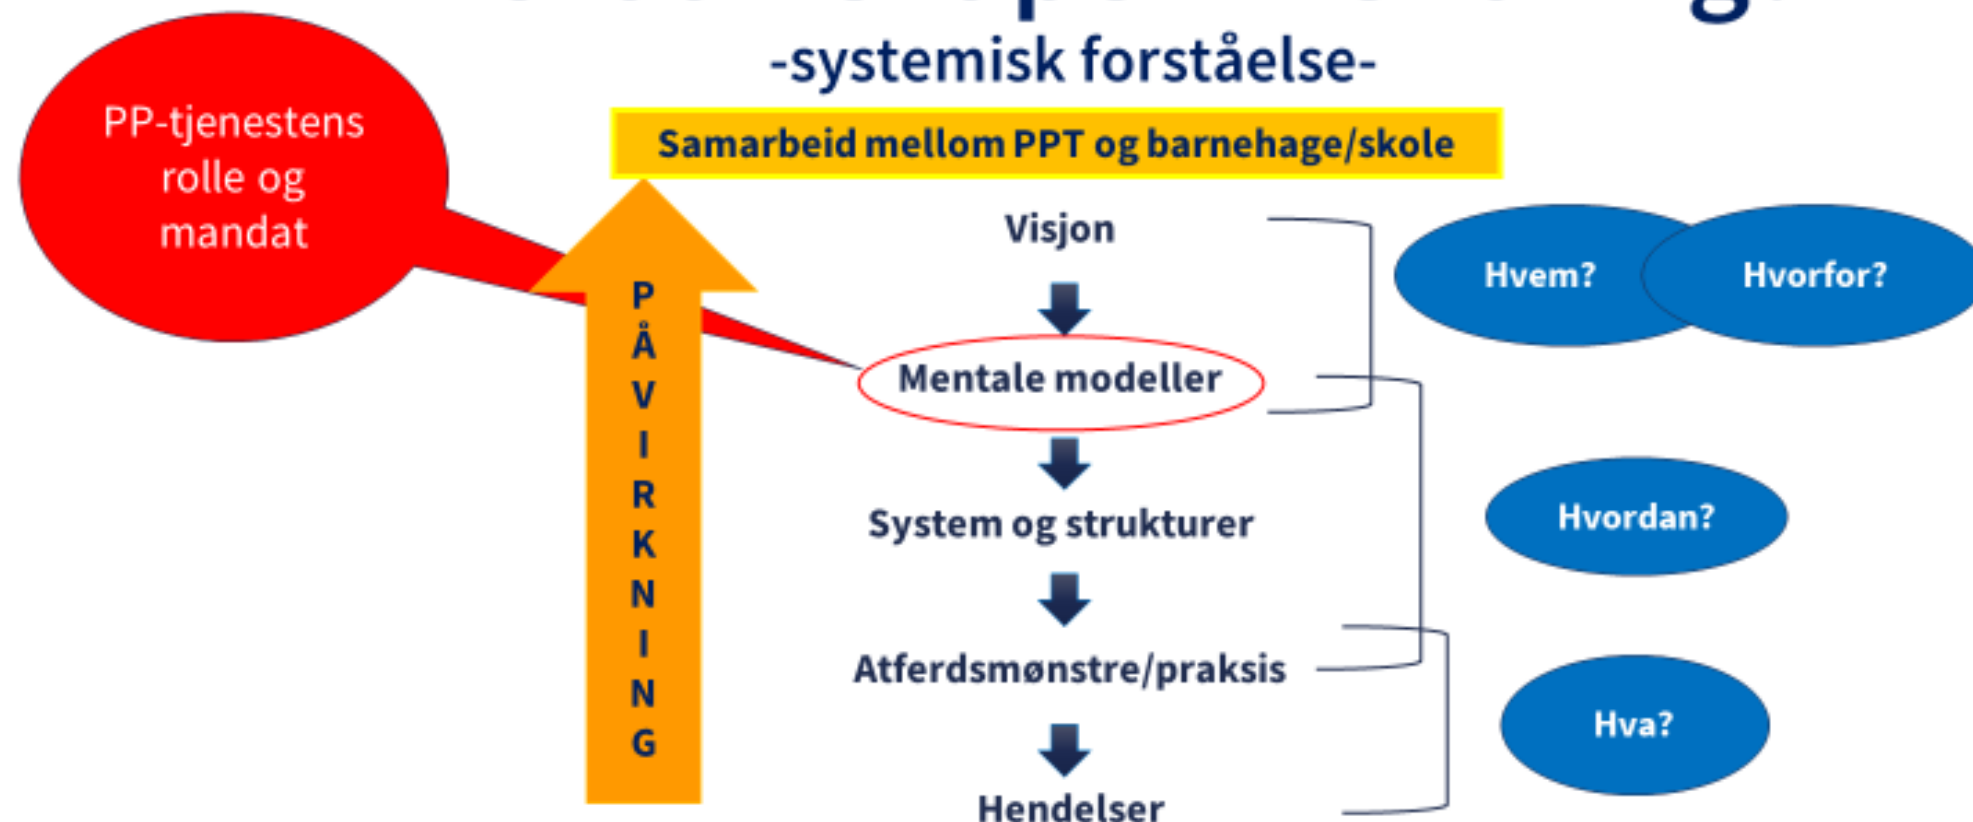 -systemisk forståelse-
PP-tjenestens
rolle og
mandat
Samarbeid mellom PPT og barnehage/skole
PÅVIRKNING
Visjon
Mentale modeller
System og strukturer
Atferdsmønstre/praksis
Hendelser
Hvem?
Hvorfor?
Hvordan?
Hva?